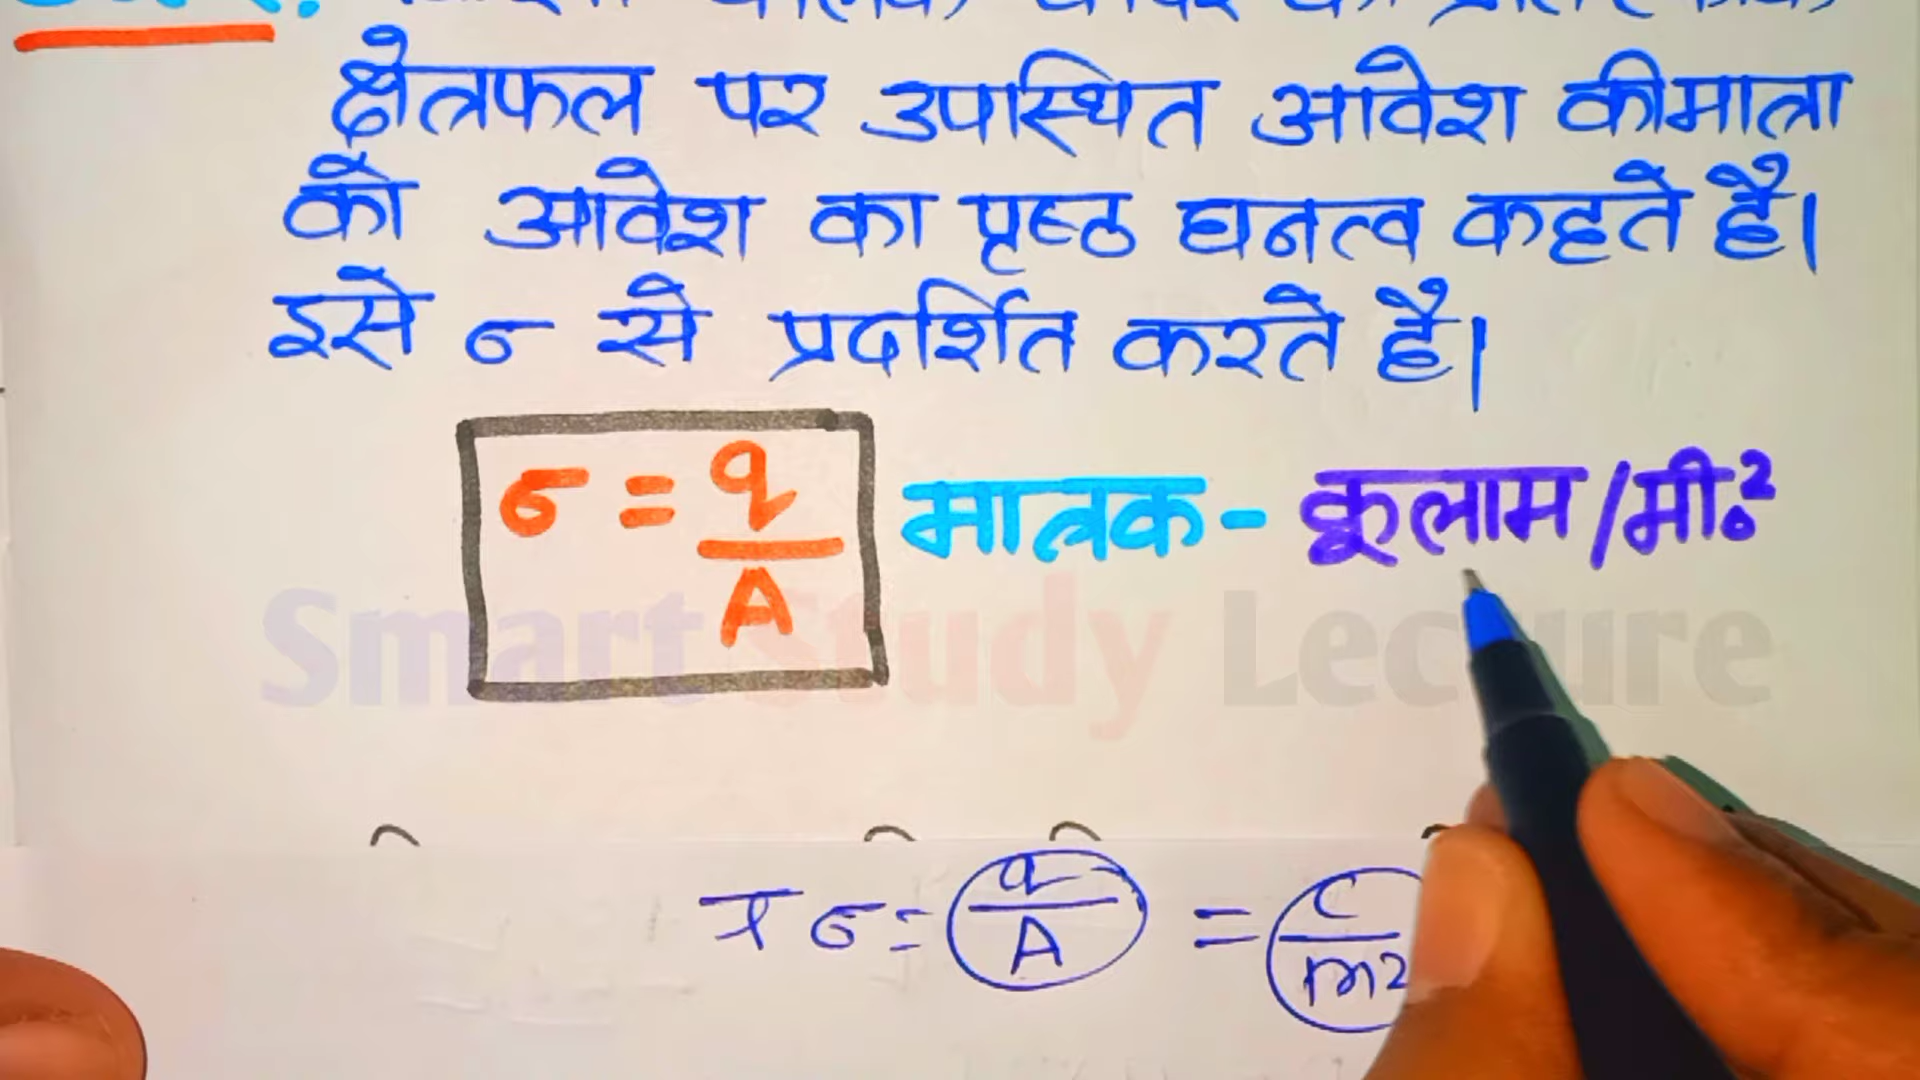 क्षेत्रफल पर उपस्थित आवेश की मात्रा
को आवेश का पृष्ठ घनत्व कहते है।
इसे σ से प्रदर्शित करते है।
σ = q/A मात्रक - कूलाम/मी.²
Smart Study Lecture
σ = q/A = C/m2